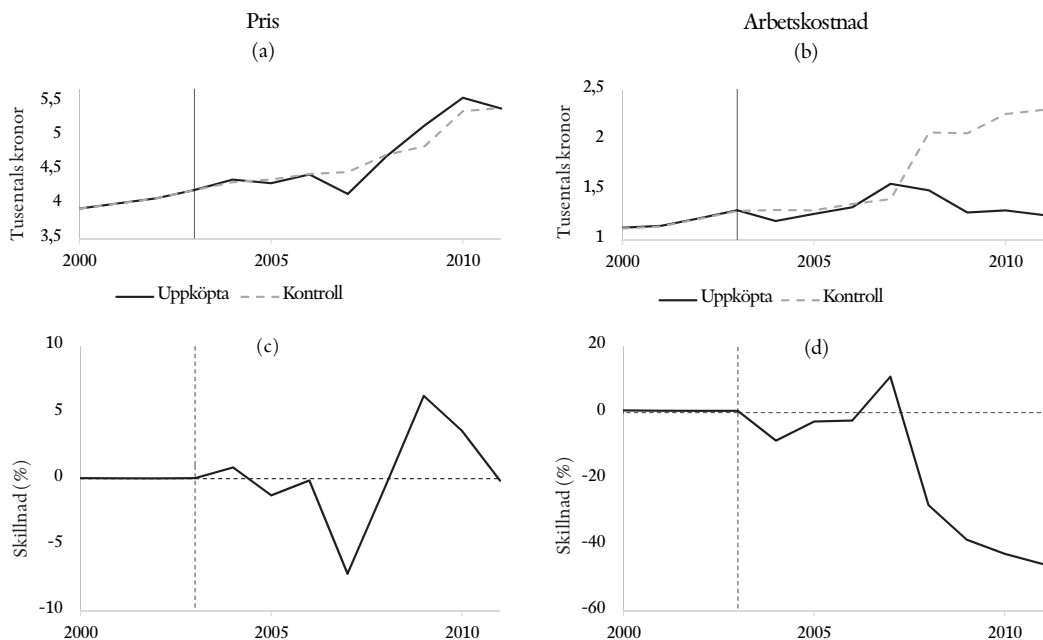 Pris
(a)
Tusentals kronor
5,5
5
4,5
4
3,5
2000
2005
2010
Uppköpta
Kontroll
Arbetskostnad
(b)
Tusentals kronor
2,5
2
1,5
1
2000
2005
2010
Uppköpta
Kontroll
(c)
Skillnad (%)
10
5
0
-5
-10
2000
2005
2010
(d)
Skillnad (%)
20
0
-20
-40
-60
2000
2005
2010